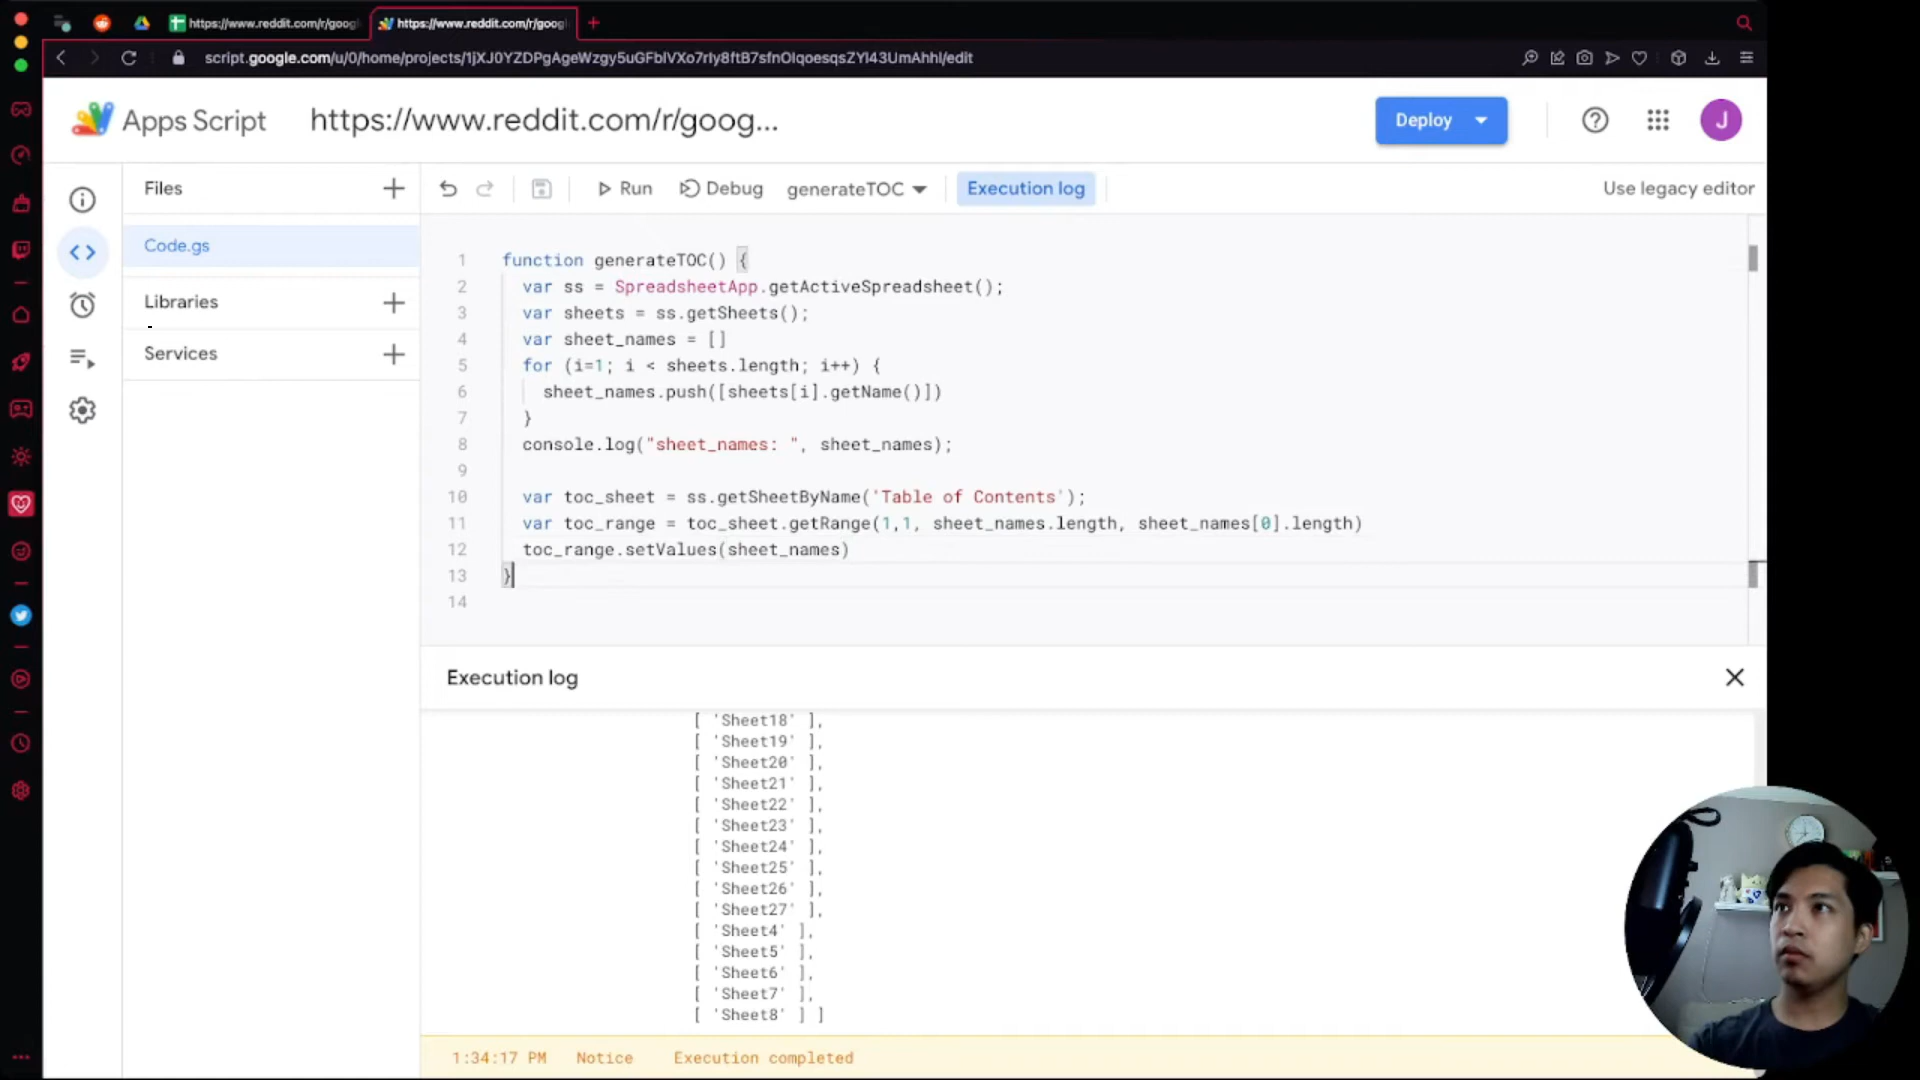 https://www.reddit.com/r/goog
https://www.reddit.com/r/goog
script.google.com/u/0/home/projects/1jXJ0YZDPgAgeWzgy5uGFbIVXo7rIy8ftB7sfnOIqoesqsZYI43UmAhhI/edit
Apps Script
https://www.reddit.com/r/goog...
Deploy
J
Files
Run
Debug
generateTOC
Execution log
Use legacy editor
Code.gs
Libraries
Services
1 function generateTOC() {
2 var ss = SpreadsheetApp.getActiveSpreadsheet();
3 var sheets = ss.getSheets();
4 var sheet_names = []
5 for (i=1; i < sheets.length; i++) {
6 sheet_names.push([sheets[i].getName()])
7 }
8 console.log("sheet_names: ", sheet_names);
9
10 var toc_sheet = ss.getSheetByName('Table of Contents');
11 var toc_range = toc_sheet.getRange(1,1, sheet_names.length, sheet_names[0].length)
12 toc_range.setValues(sheet_names)
13 }
14
Execution log
[ 'Sheet18' ],
[ 'Sheet19' ],
[ 'Sheet20' ],
[ 'Sheet21' ],
[ 'Sheet22' ],
[ 'Sheet23' ],
[ 'Sheet24' ],
[ 'Sheet25' ],
[ 'Sheet26' ],
[ 'Sheet27' ],
[ 'Sheet4' ],
[ 'Sheet5' ],
[ 'Sheet6' ],
[ 'Sheet7' ],
[ 'Sheet8' ] ]
1:34:17 PM Notice Execution completed